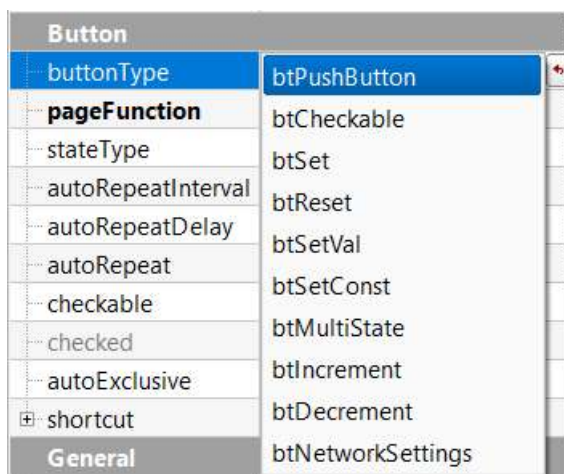 Button
buttonType
btPushButton
pageFunction
btCheckable
stateType
btSet
autoRepeatInterval
btReset
autoRepeatDelay
btSetVal
autoRepeat
btSetConst
checkable
btMultiState
checked
btIncrement
autoExclusive
btDecrement
shortcut
btNetworkSettings
General